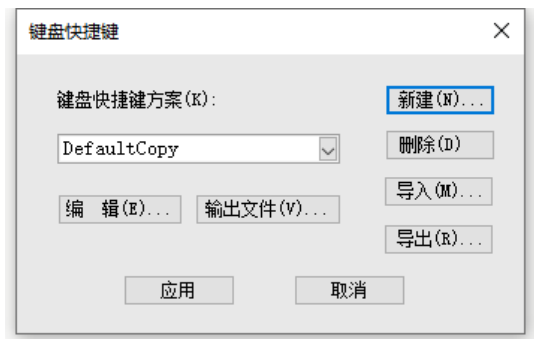 键盘快捷键
键盘快捷键方案(K):
新建(N)...
DefaultCopy
删除(D)
导入(M)...
编 辑(E)...
输出文件(V)...
导出(R)...
应用
取消